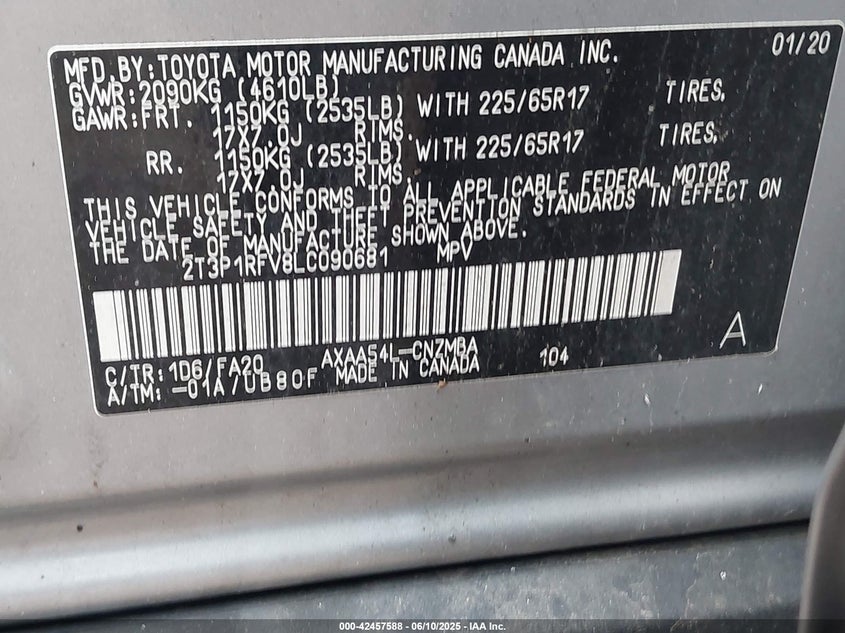 MFD.BY:TOYOTA MOTOR MANUFACTURING CANADA INC. 01/20
GVWR:2090KG (4610LB)
GAWR:FRT. 1150KG (2535LB) WITH 225/65R17 TIRES,
17X7.0J RIMS,
RR. 1150KG (2535LB) WITH 225/65R17 TIRES,
17X7.0J RIMS
THIS VEHICLE CONFORMS TO ALL APPLICABLE FEDERAL MOTOR
VEHICLE SAFETY AND THEFT PREVENTION STANDARDS IN EFFECT ON
THE DATE OF MANUFACTURE SHOWN ABOVE.
2T3P1RFV8LC090681 MPV
A
C/TR:1D6/FA20 AXAA54L-CNZMBA 104
A/TM:-01A/UB80F MADE IN CANADA
000-42457588 - 06/10/2025 - IAA Inc.